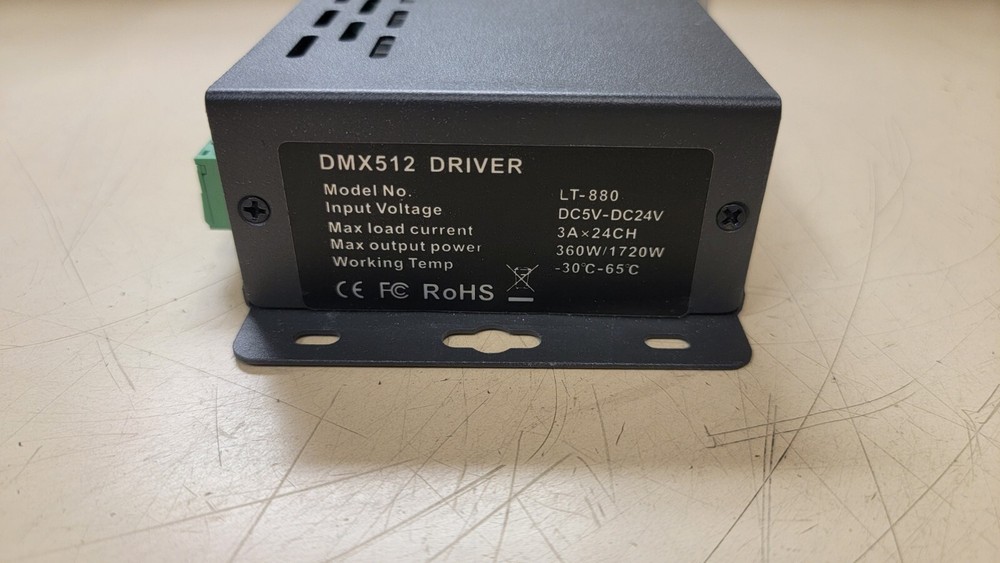 DMX512 DRIVER
Model No. LT-880
Input Voltage DC5V-DC24V
Max load current 3A×24CH
Max output power 360W/1720W
Working Temp -30℃-65℃
CE FC RoHS